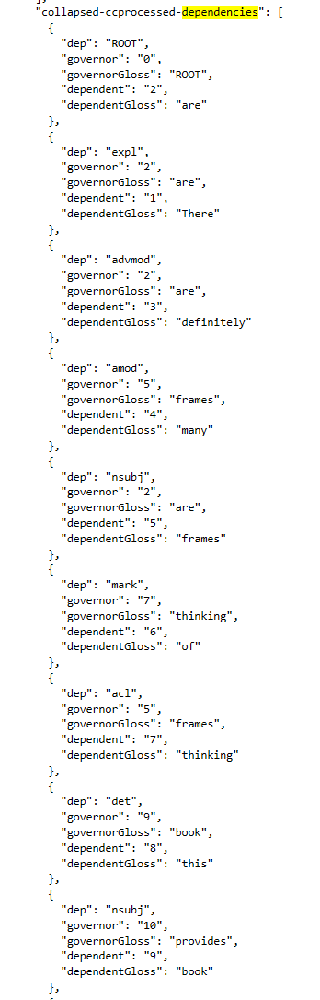 ],
"collapsed-ccprocessed-dependencies": [
{
"dep": "ROOT",
"governor": "0",
"governorGloss": "ROOT",
"dependent": "2",
"dependentGloss": "are"
},
{
"dep": "expl",
"governor": "2",
"governorGloss": "are",
"dependent": "1",
"dependentGloss": "There"
},
{
"dep": "advmod",
"governor": "2",
"governorGloss": "are",
"dependent": "3",
"dependentGloss": "definitely"
},
{
"dep": "amod",
"governor": "5",
"governorGloss": "frames",
"dependent": "4",
"dependentGloss": "many"
},
{
"dep": "nsubj",
"governor": "2",
"governorGloss": "are",
"dependent": "5",
"dependentGloss": "frames"
},
{
"dep": "mark",
"governor": "7",
"governorGloss": "thinking",
"dependent": "6",
"dependentGloss": "of"
},
{
"dep": "acl",
"governor": "5",
"governorGloss": "frames",
"dependent": "7",
"dependentGloss": "thinking"
},
{
"dep": "det",
"governor": "9",
"governorGloss": "book",
"dependent": "8",
"dependentGloss": "this"
},
{
"dep": "nsubj",
"governor": "10",
"governorGloss": "provides",
"dependent": "9",
"dependentGloss": "book"
},
{